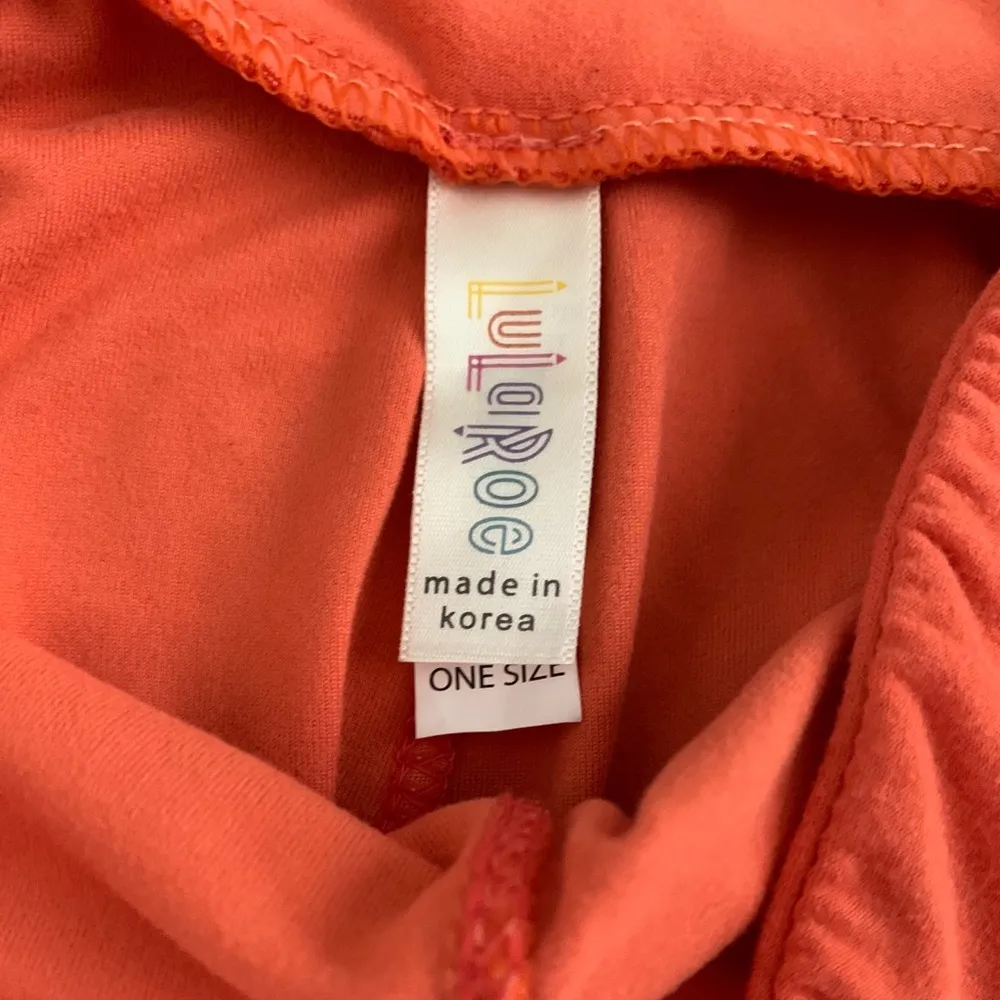 LuLaRoe
made in
korea
ONE SIZE